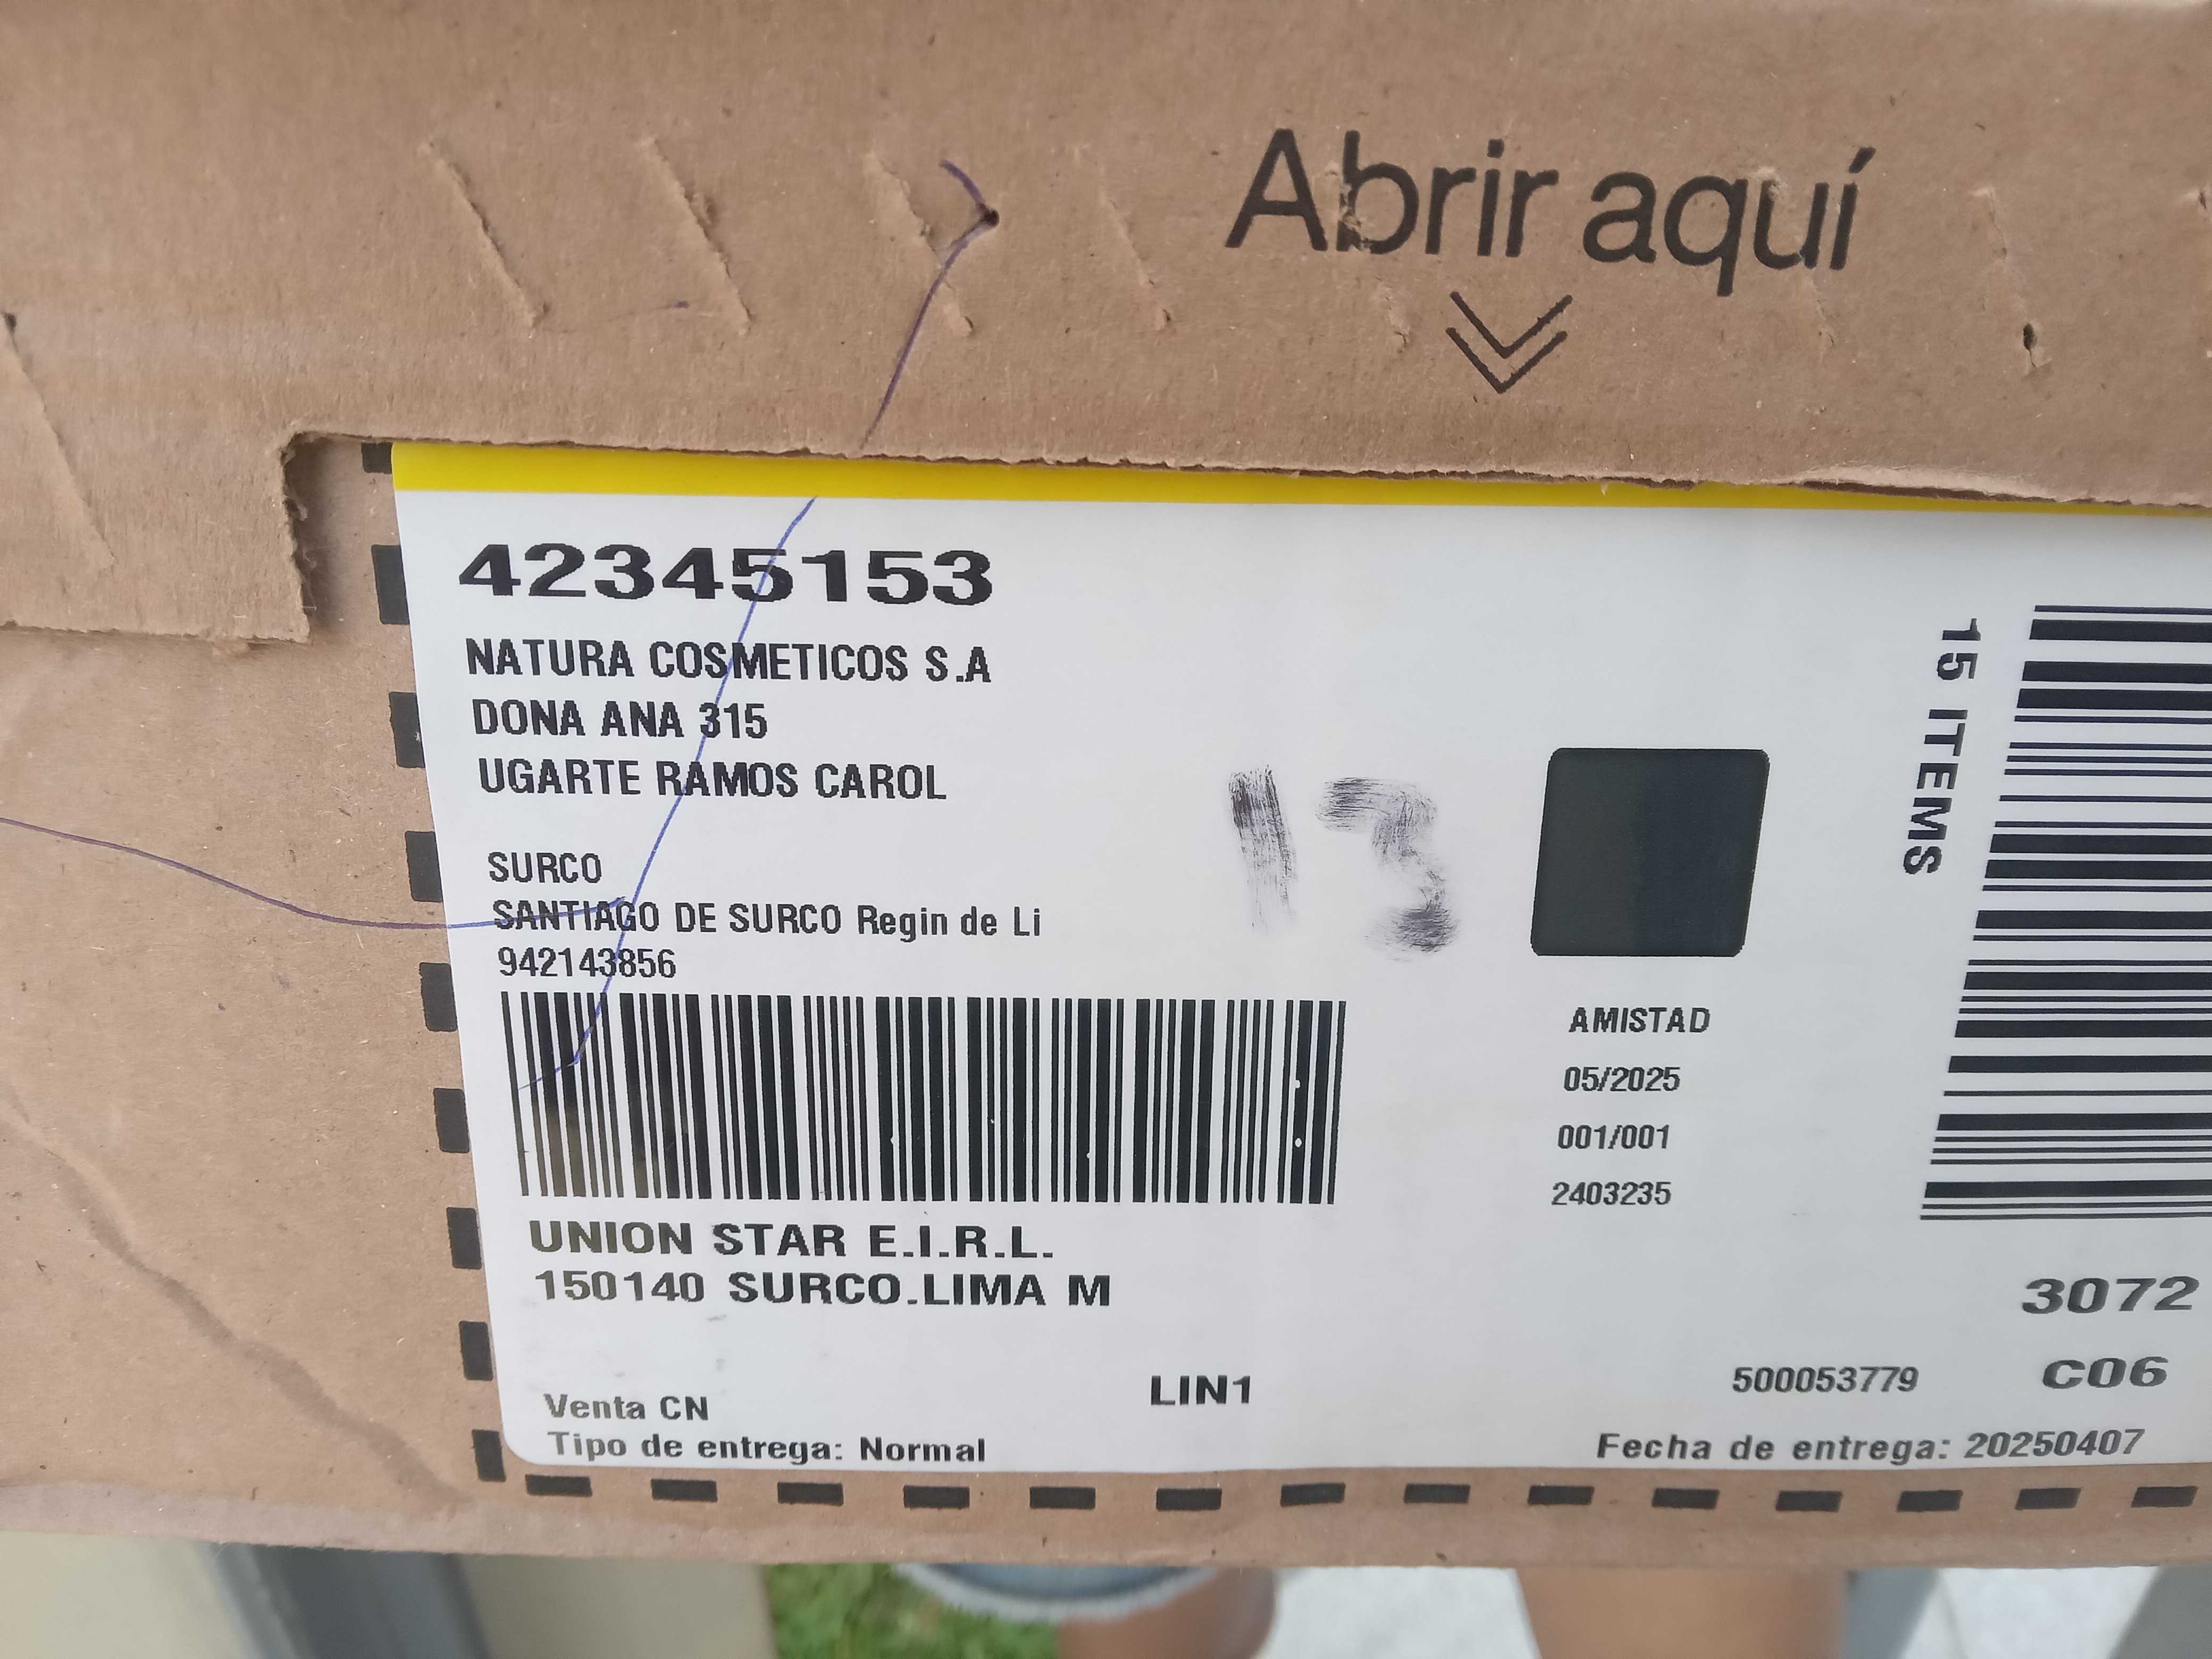 Abrir aquí
42345153
NATURA COSMETICOS S.A
DONA ANA 315
UGARTE RAMOS CAROL
SURCO
SANTIAGO DE SURCO Regin de Li
942143856
13
15 ITEMS
AMISTAD
05/2025
001/001
2403235
UNION STAR E.I.R.L.
150140 SURCO.LIMA M
3072
Venta CN
LIN1
500053779
C06
Tipo de entrega: Normal
Fecha de entrega: 20250407